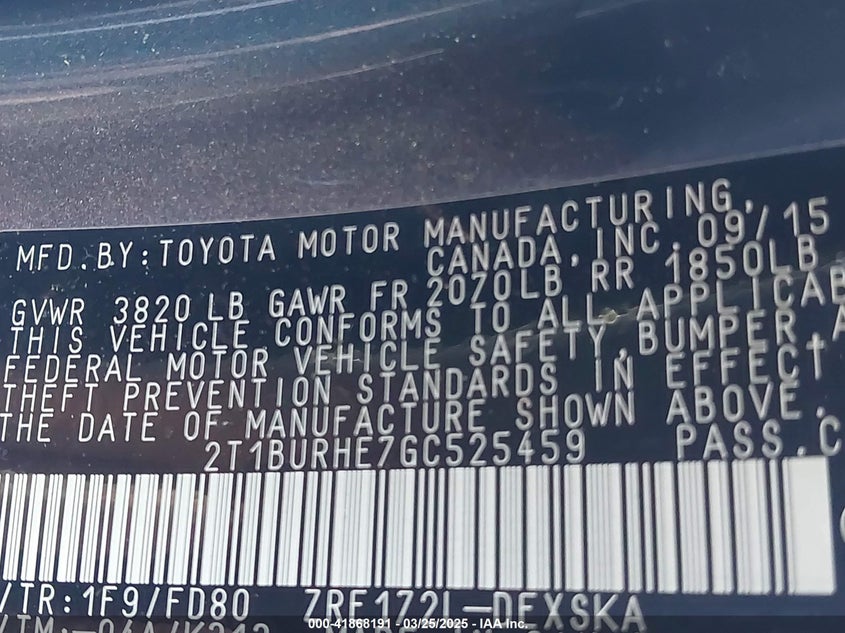 MFD.BY:TOYOTA MOTOR MANUFACTURING,
CANADA,INC. 09/15
GVWR 3820LB GAWR FR 2070LB RR 1850LB
THIS VEHICLE CONFORMS TO ALL APPLICAB
FEDERAL MOTOR VEHICLE SAFETY,BUMPER,A
THEFT PREVENTION STANDARDS IN EFFECT
THE DATE OF MANUFACTURE SHOWN ABOVE.
2T1BURHE7GC525459 PASS.C
/TR:1F9/FD80 ZRE172L-DEXSKA
000-41868191 - 03/25/2025 - IAA Inc.